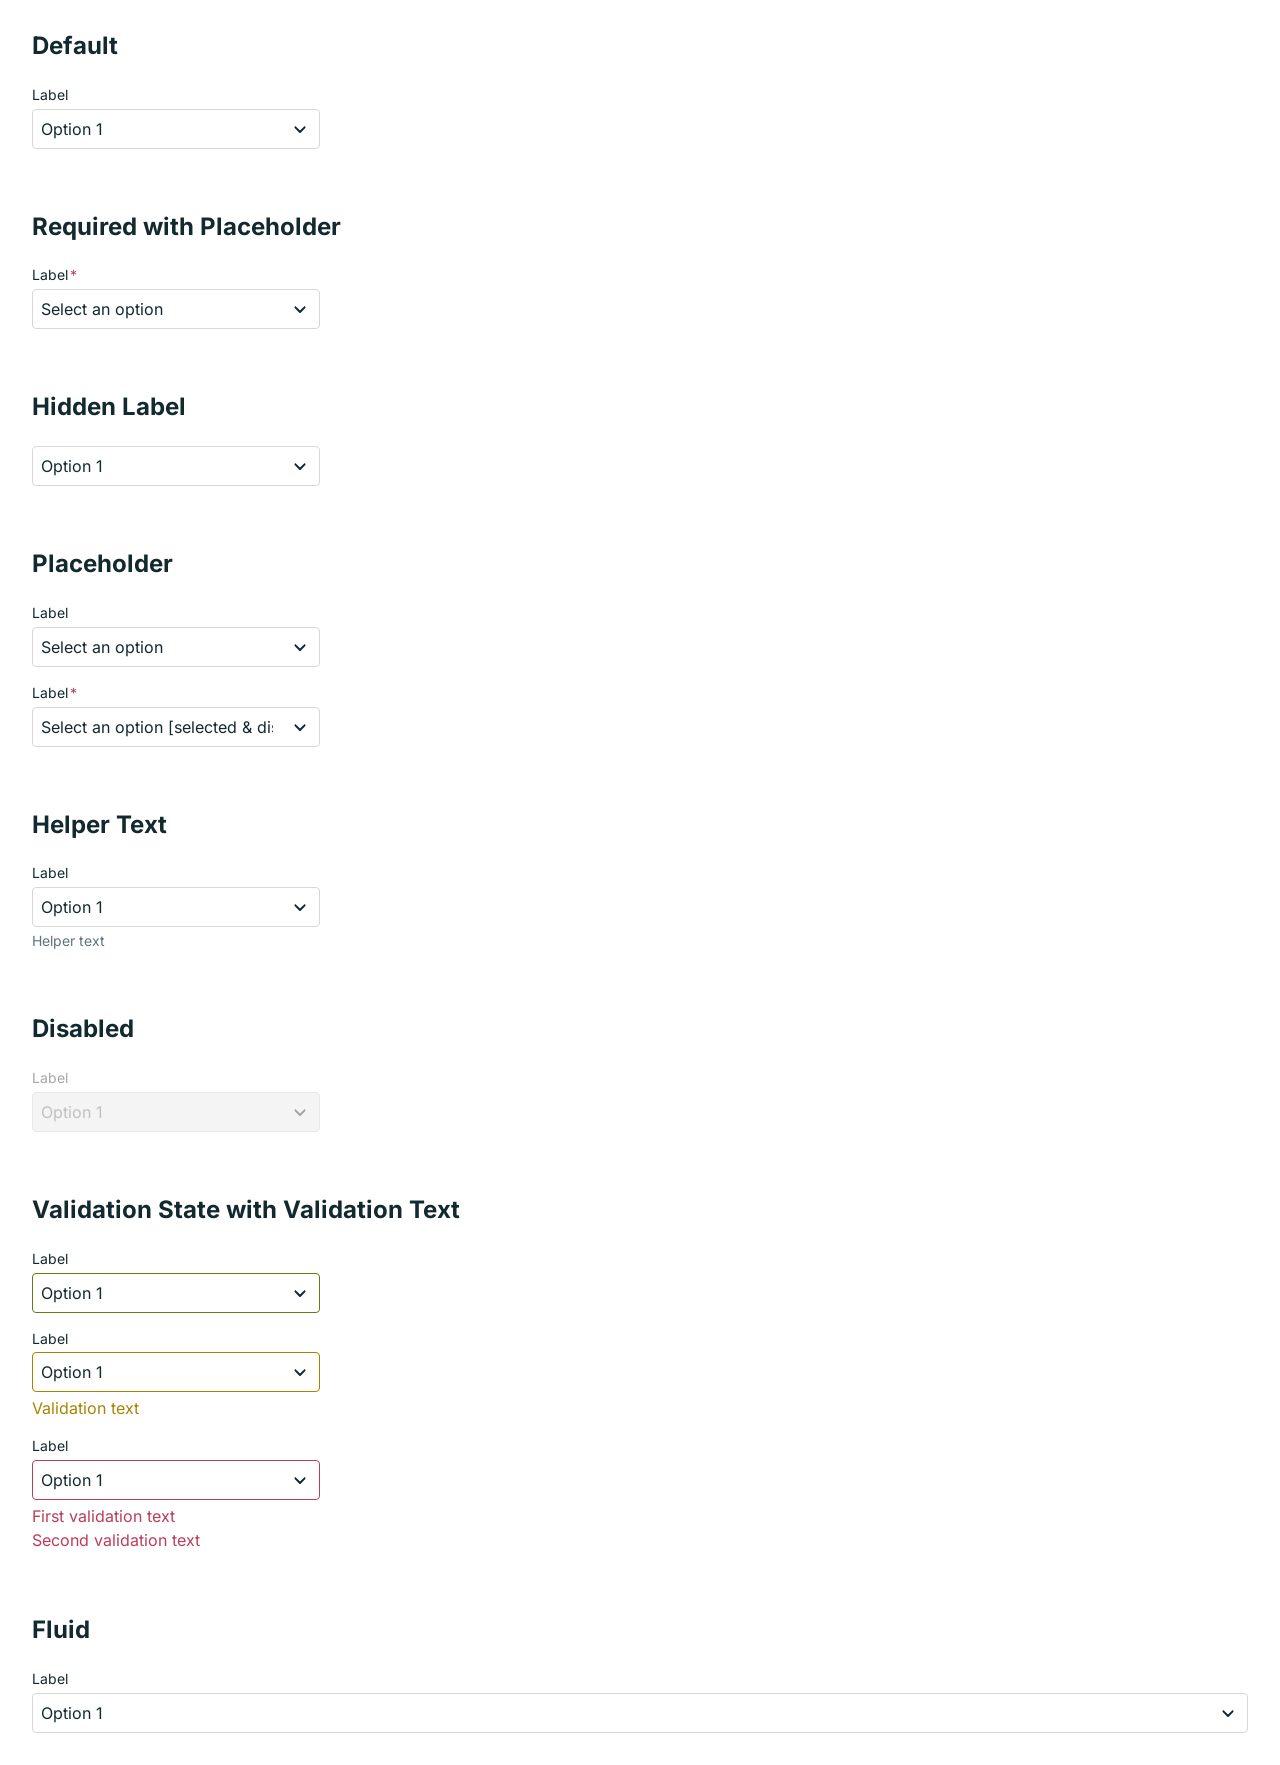 Default
Label
Option 1
Required with Placeholder
Label*
Select an option
Hidden Label
Option 1
Placeholder
Label
Select an option
Label*
Select an option [selected & dis
Helper Text
Label
Option 1
Helper text
Disabled
Label
Option 1
Validation State with Validation Text
Label
Option 1
Label
Option 1
Validation text
Label
Option 1
First validation text
Second validation text
Fluid
Label
Option 1